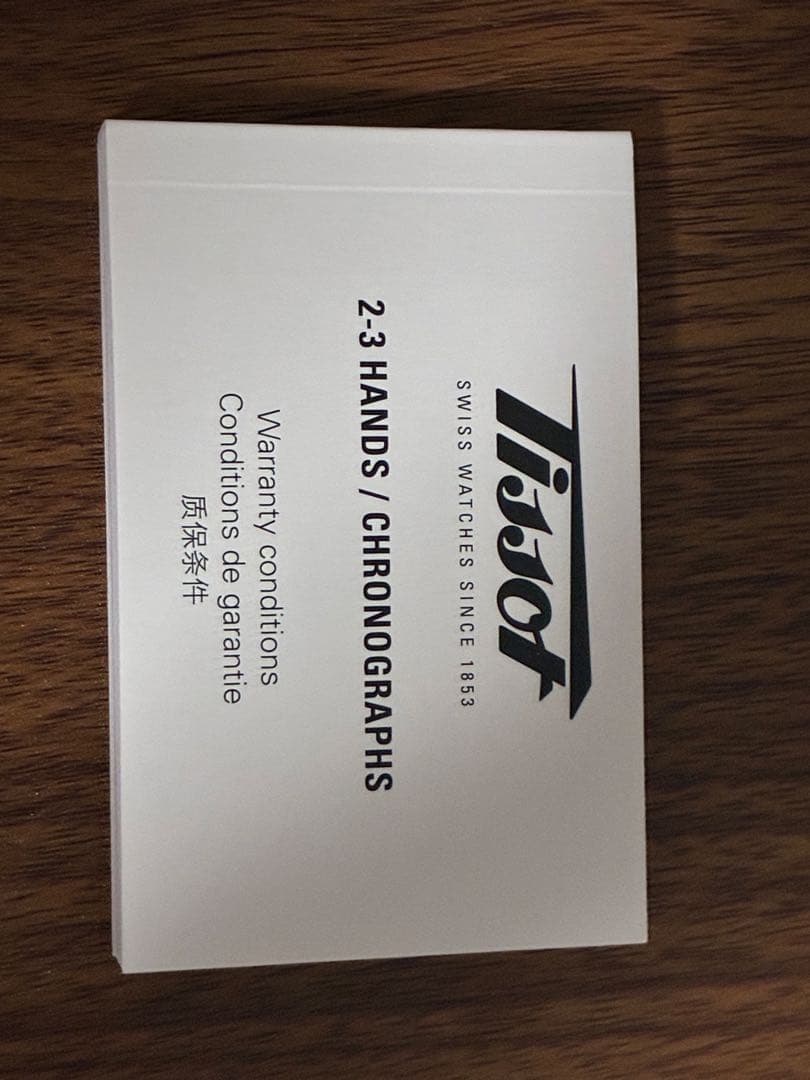 Tissot
SWISS WATCHES SINCE 1853
2-3 HANDS / CHRONOGRAPHS
Warranty conditions
Conditions de garantie
质保条件